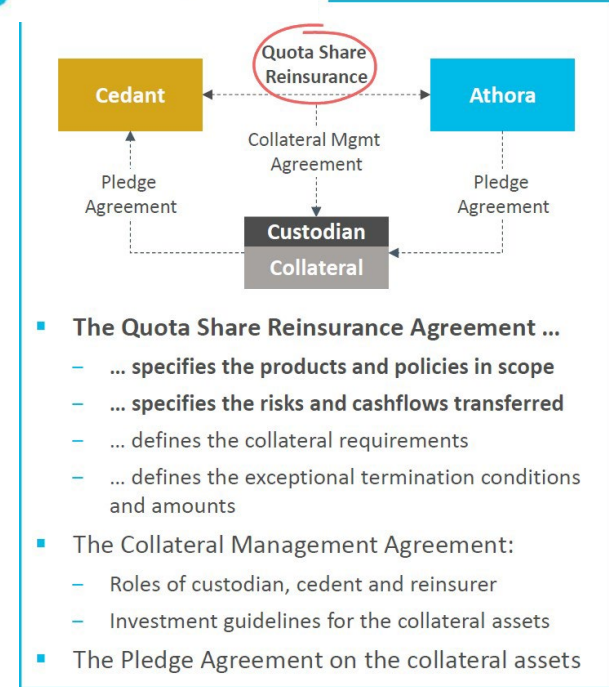 Quota Share
Reinsurance
Cedant
Athora
Collateral Mgmt
Agreement
Pledge
Agreement
Pledge
Agreement
Custodian
Collateral
▪ The Quota Share Reinsurance Agreement ...
– ... specifies the products and policies in scope
– ... specifies the risks and cashflows transferred
– ... defines the collateral requirements
– ... defines the exceptional termination conditions
and amounts
▪ The Collateral Management Agreement:
– Roles of custodian, cedent and reinsurer
– Investment guidelines for the collateral assets
▪ The Pledge Agreement on the collateral assets